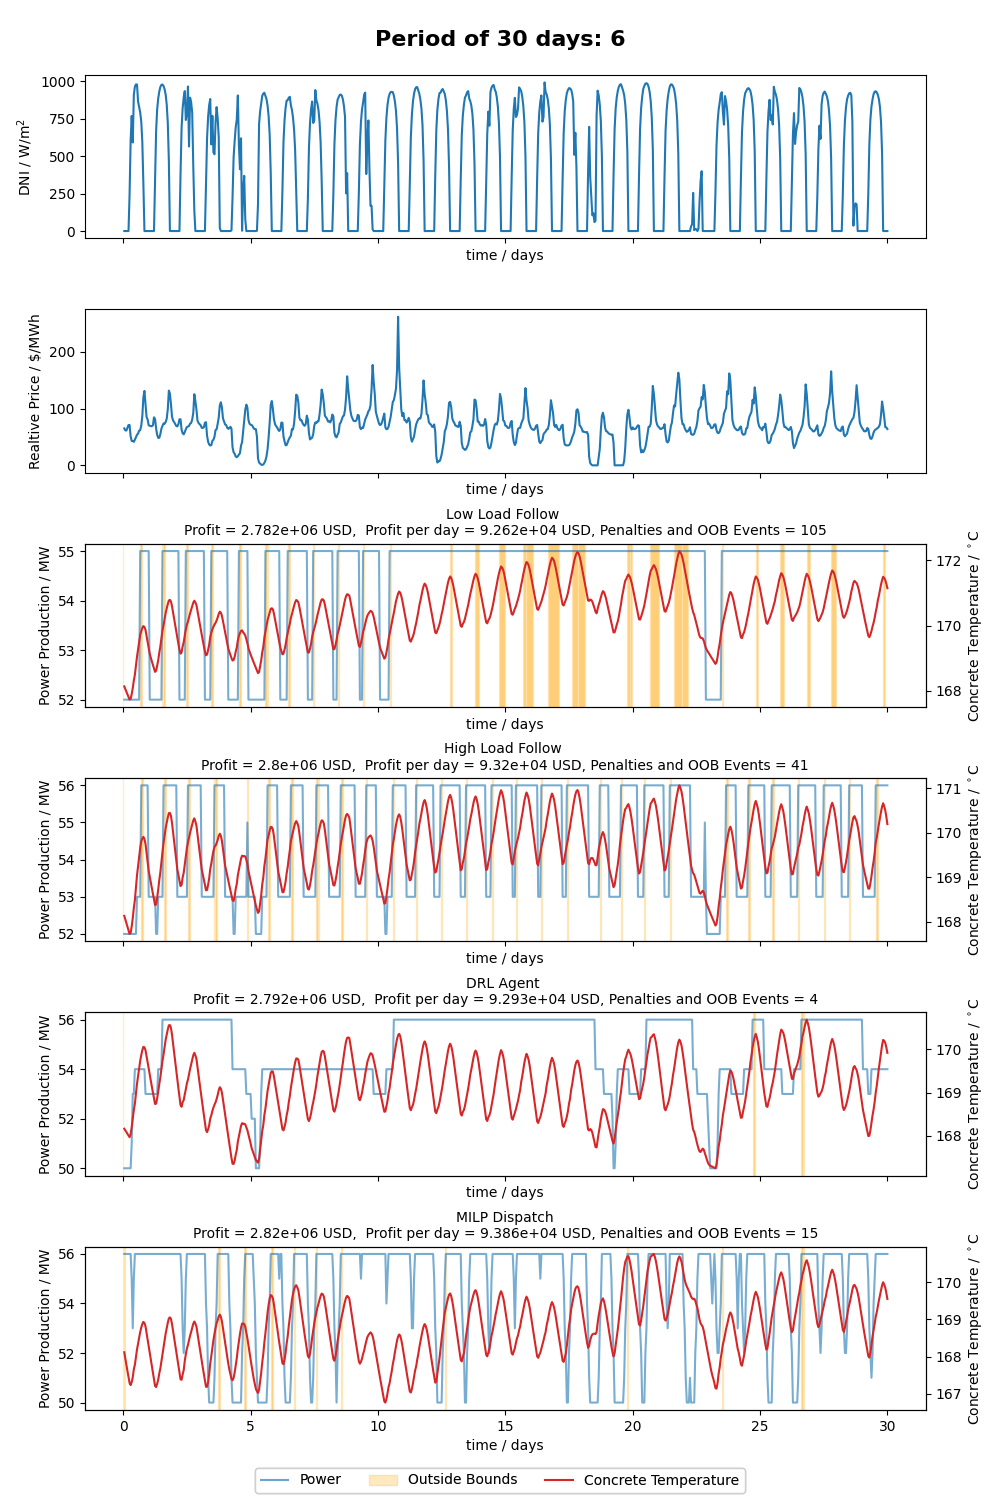 Period of 30 days: 6
1000
750
500
250
0
DNI / W/m²
time / days
200
100
0
Realtive Price / $/MWh
time / days
Low Load Follow
Profit = 2.782e+06 USD,  Profit per day = 9.262e+04 USD, Penalties and OOB Events = 105
55
54
53
52
Power Production / MW
172
170
168
Concrete Temperature / °C
time / days
High Load Follow
Profit = 2.8e+06 USD,  Profit per day = 9.32e+04 USD, Penalties and OOB Events = 41
56
55
54
53
52
Power Production / MW
171
170
169
168
Concrete Temperature / °C
time / days
DRL Agent
Profit = 2.792e+06 USD,  Profit per day = 9.293e+04 USD, Penalties and OOB Events = 4
56
54
52
50
Power Production / MW
170
169
168
Concrete Temperature / °C
time / days
MILP Dispatch
Profit = 2.82e+06 USD,  Profit per day = 9.386e+04 USD, Penalties and OOB Events = 15
56
54
52
50
Power Production / MW
170
169
168
167
Concrete Temperature / °C
0 5 10 15 20 25 30
time / days
Power Outside Bounds Concrete Temperature